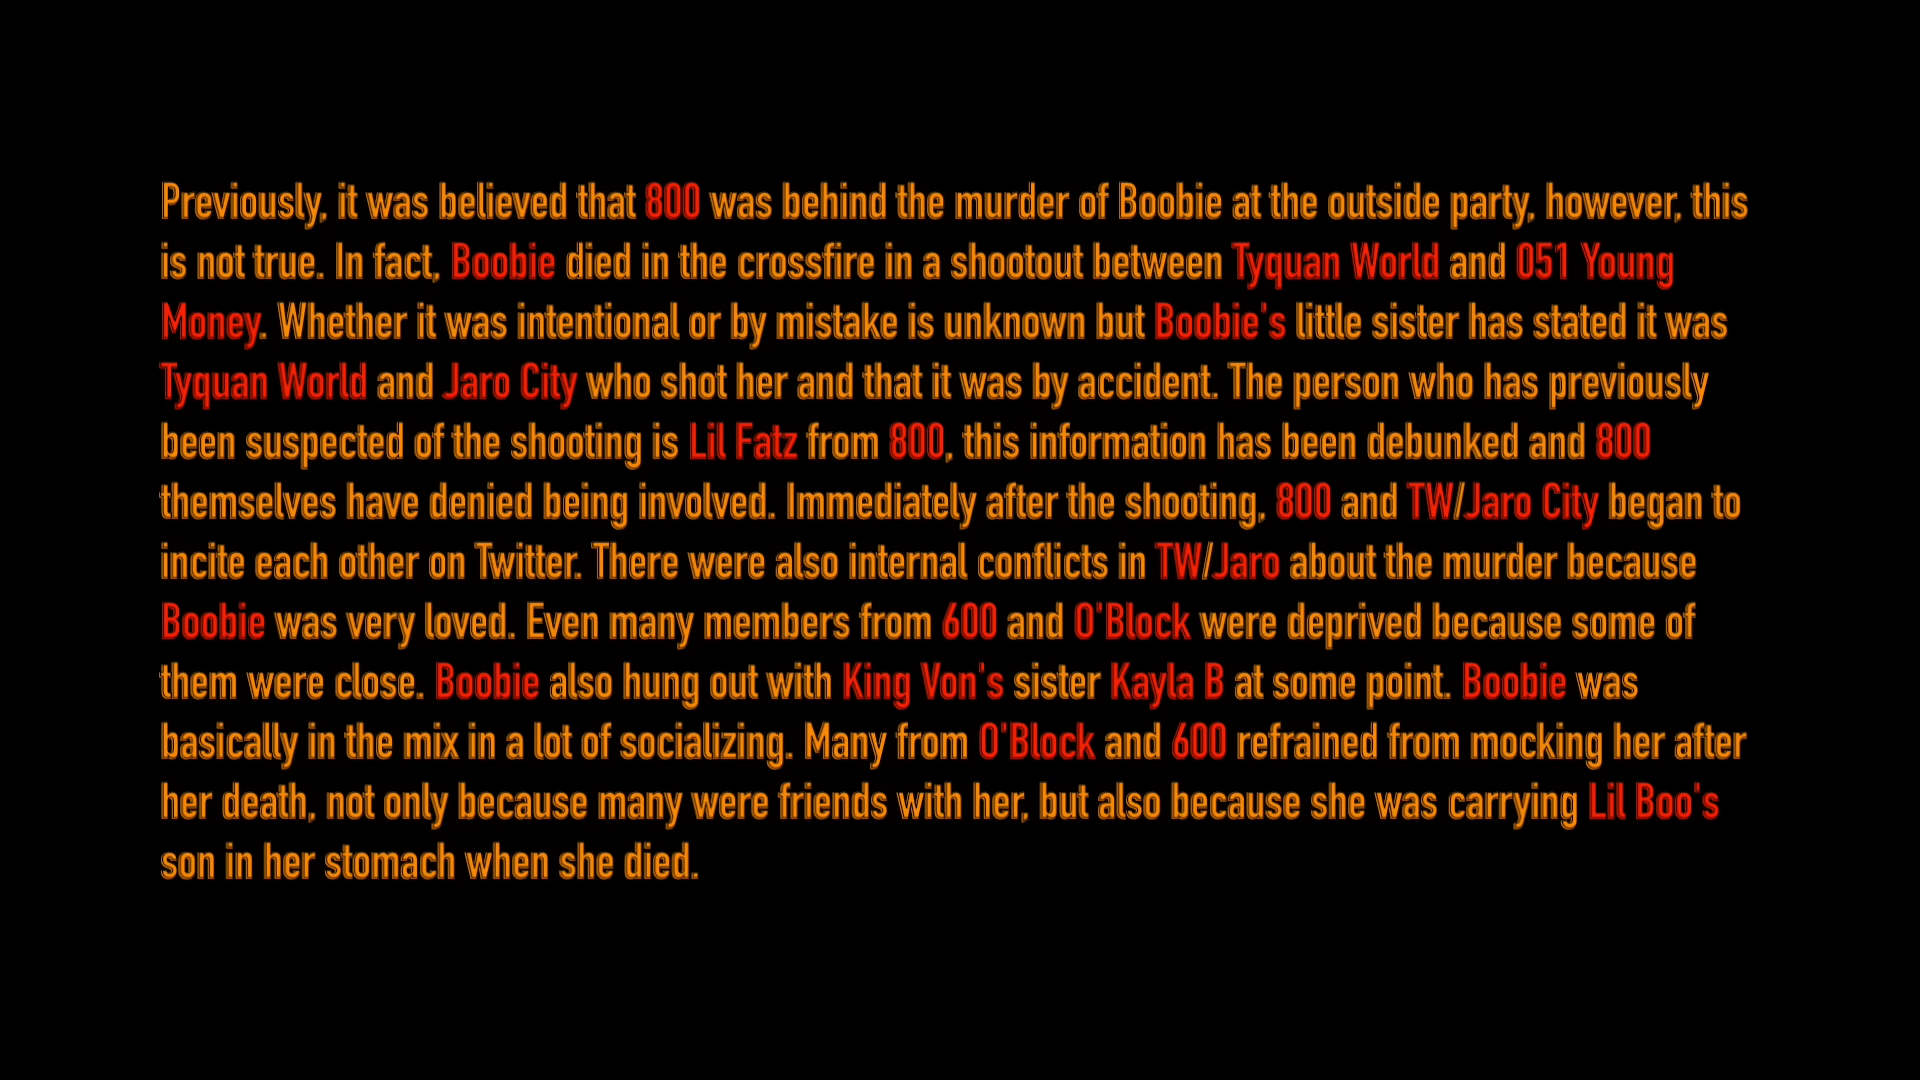 Previously, it was believed that 800 was behind the murder of Boobie at the outside party, however, this
is not true. In fact, Boobie died in the crossfire in a shootout between Tyquan World and 051 Young
Money. Whether it was intentional or by mistake is unknown but Boobie's little sister has stated it was
Tyquan World and Jaro City who shot her and that it was by accident. The person who has previously
been suspected of the shooting is Lil Fatz from 800, this information has been debunked and 800
themselves have denied being involved. Immediately after the shooting, 800 and TW/Jaro City began to
incite each other on Twitter. There were also internal conflicts in TW/Jaro about the murder because
Boobie was very loved. Even many members from 600 and O'Block were deprived because some of
them were close. Boobie also hung out with King Von's sister Kayla B at some point. Boobie was
basically in the mix in a lot of socializing. Many from O'Block and 600 refrained from mocking her after
her death, not only because many were friends with her, but also because she was carrying Lil Boo's
son in her stomach when she died.